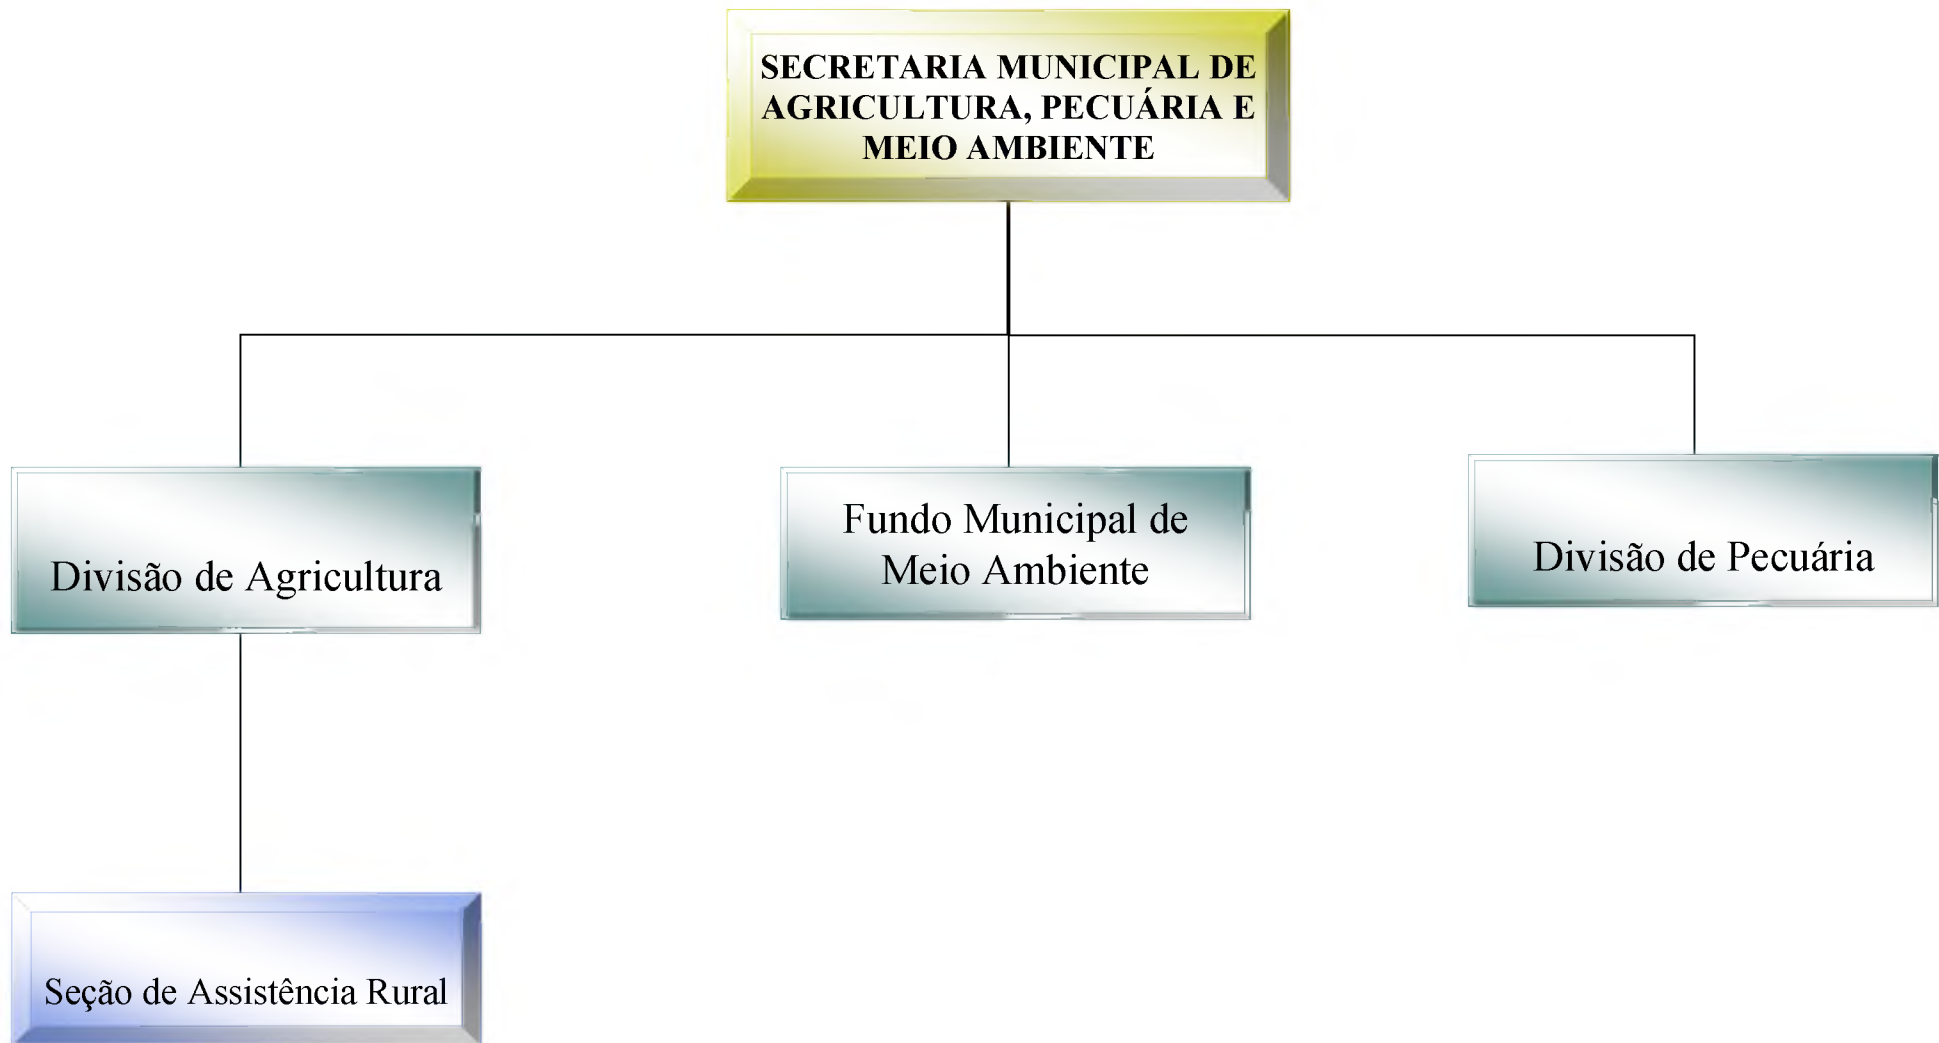 SECRETARIA MUNICIPAL DE
AGRICULTURA, PECUÁRIA E
MEIO AMBIENTE
Divisão de Agricultura
Fundo Municipal de
Meio Ambiente
Divisão de Pecuária
Seção de Assistência Rural